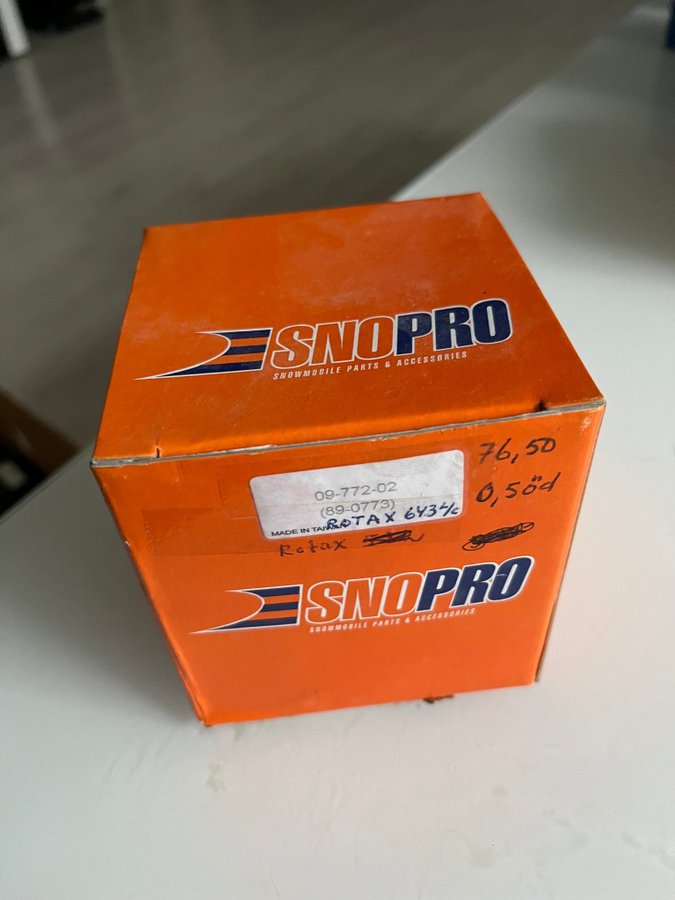 SNOPRO
SNOWMOBILE PARTS & ACCESSORIES
76,50
0,5öd
09-772-02
(89-0773)
MADE IN TAIWAN
ROTAX 643 L/c
Rotax
SNOPRO
SNOWMOBILE PARTS & ACCESSORIES